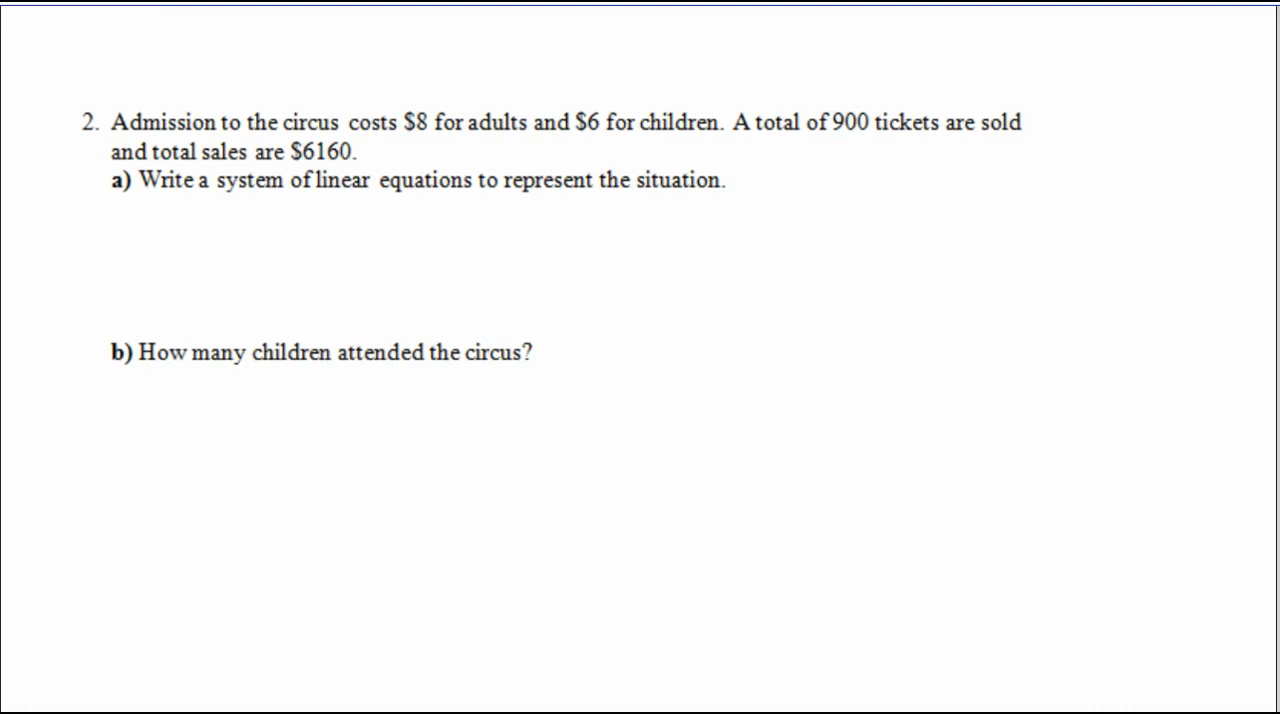 2. Admission to the circus costs $8 for adults and $6 for children. A total of 900 tickets are sold
and total sales are $6160.
a) Write a system of linear equations to represent the situation.
b) How many children attended the circus?